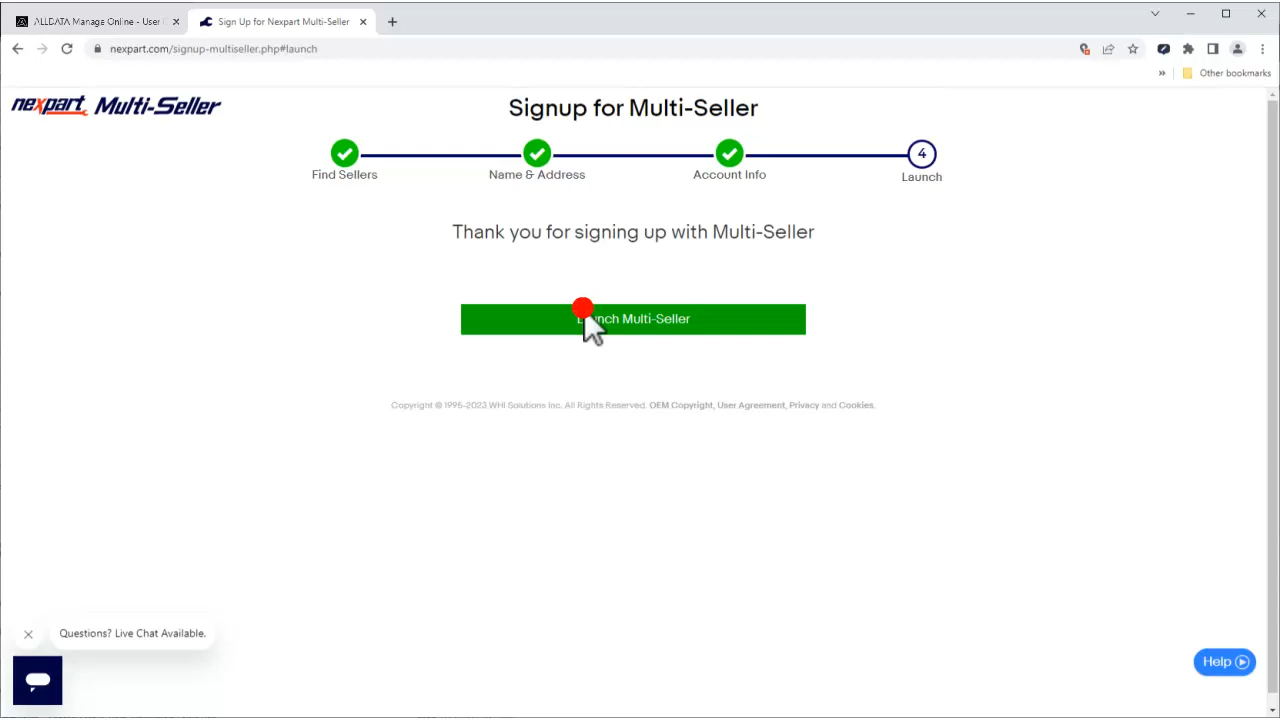 ALLDATA Manage Online - User
Sign Up for Nexpart Multi-Seller
nexpart.com/signup-multiseller.php#launch
Other bookmarks
nexpart Multi-Seller
Signup for Multi-Seller
4
Find Sellers
Name & Address
Account Info
Launch
Thank you for signing up with Multi-Seller
Launch Multi-Seller
Copyright © 1995-2023 WHI Solutions Inc. All Rights Reserved. OEM Copyright, User Agreement, Privacy and Cookies.
Questions? Live Chat Available.
Help